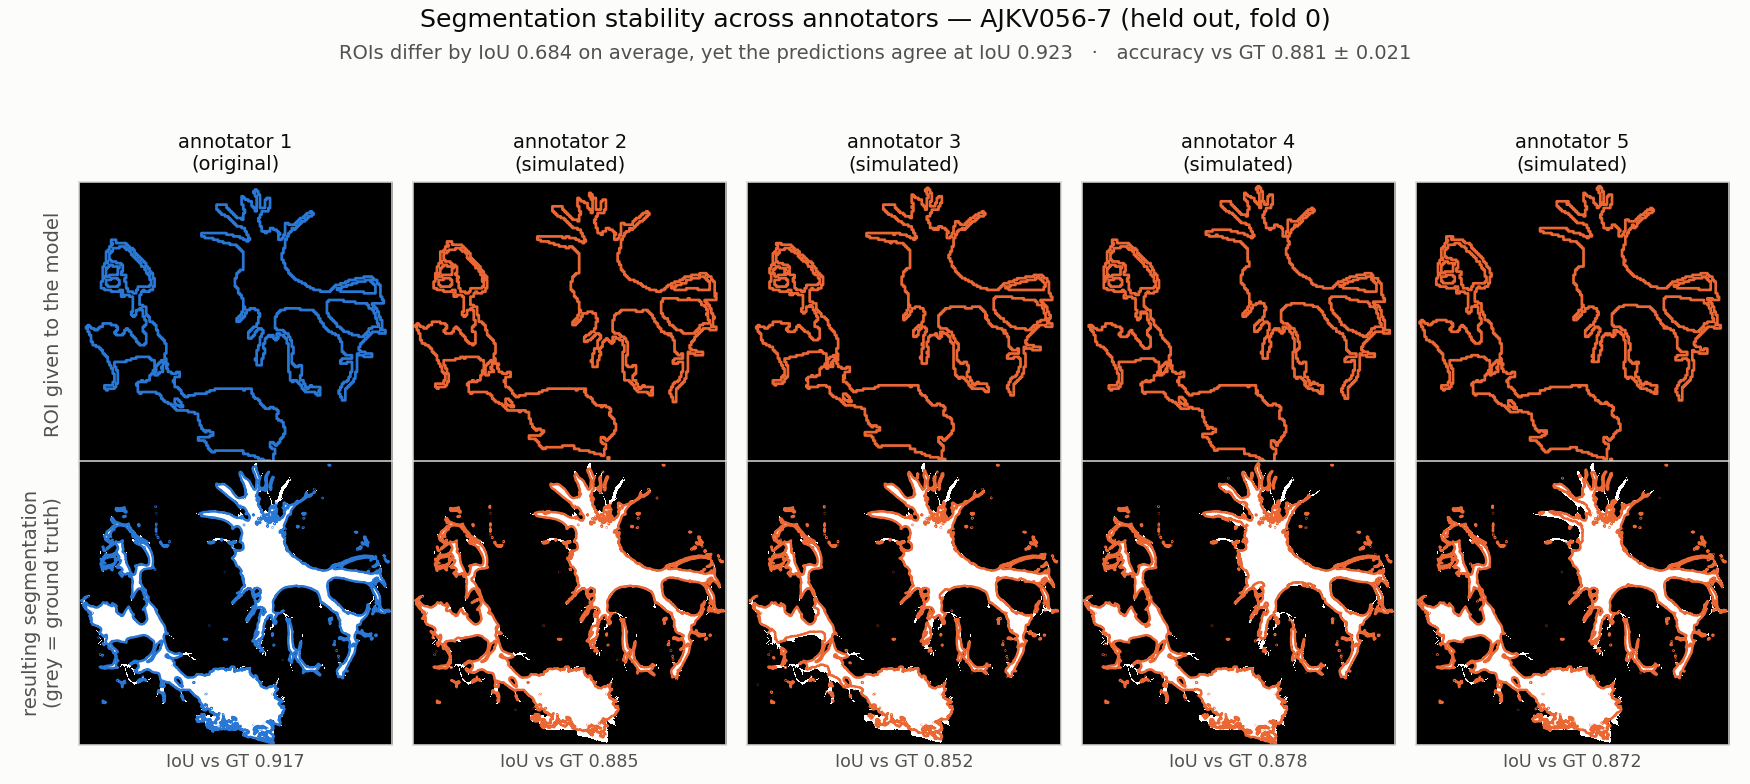 Segmentation stability across annotators — AJKV056-7 (held out, fold 0)
ROIs differ by IoU 0.684 on average, yet the predictions agree at IoU 0.923 · accuracy vs GT 0.881 ± 0.021
annotator 1
(original)
annotator 2
(simulated)
annotator 3
(simulated)
annotator 4
(simulated)
annotator 5
(simulated)
ROI given to the model
resulting segmentation
(grey = ground truth)
IoU vs GT 0.917
IoU vs GT 0.885
IoU vs GT 0.852
IoU vs GT 0.878
IoU vs GT 0.872